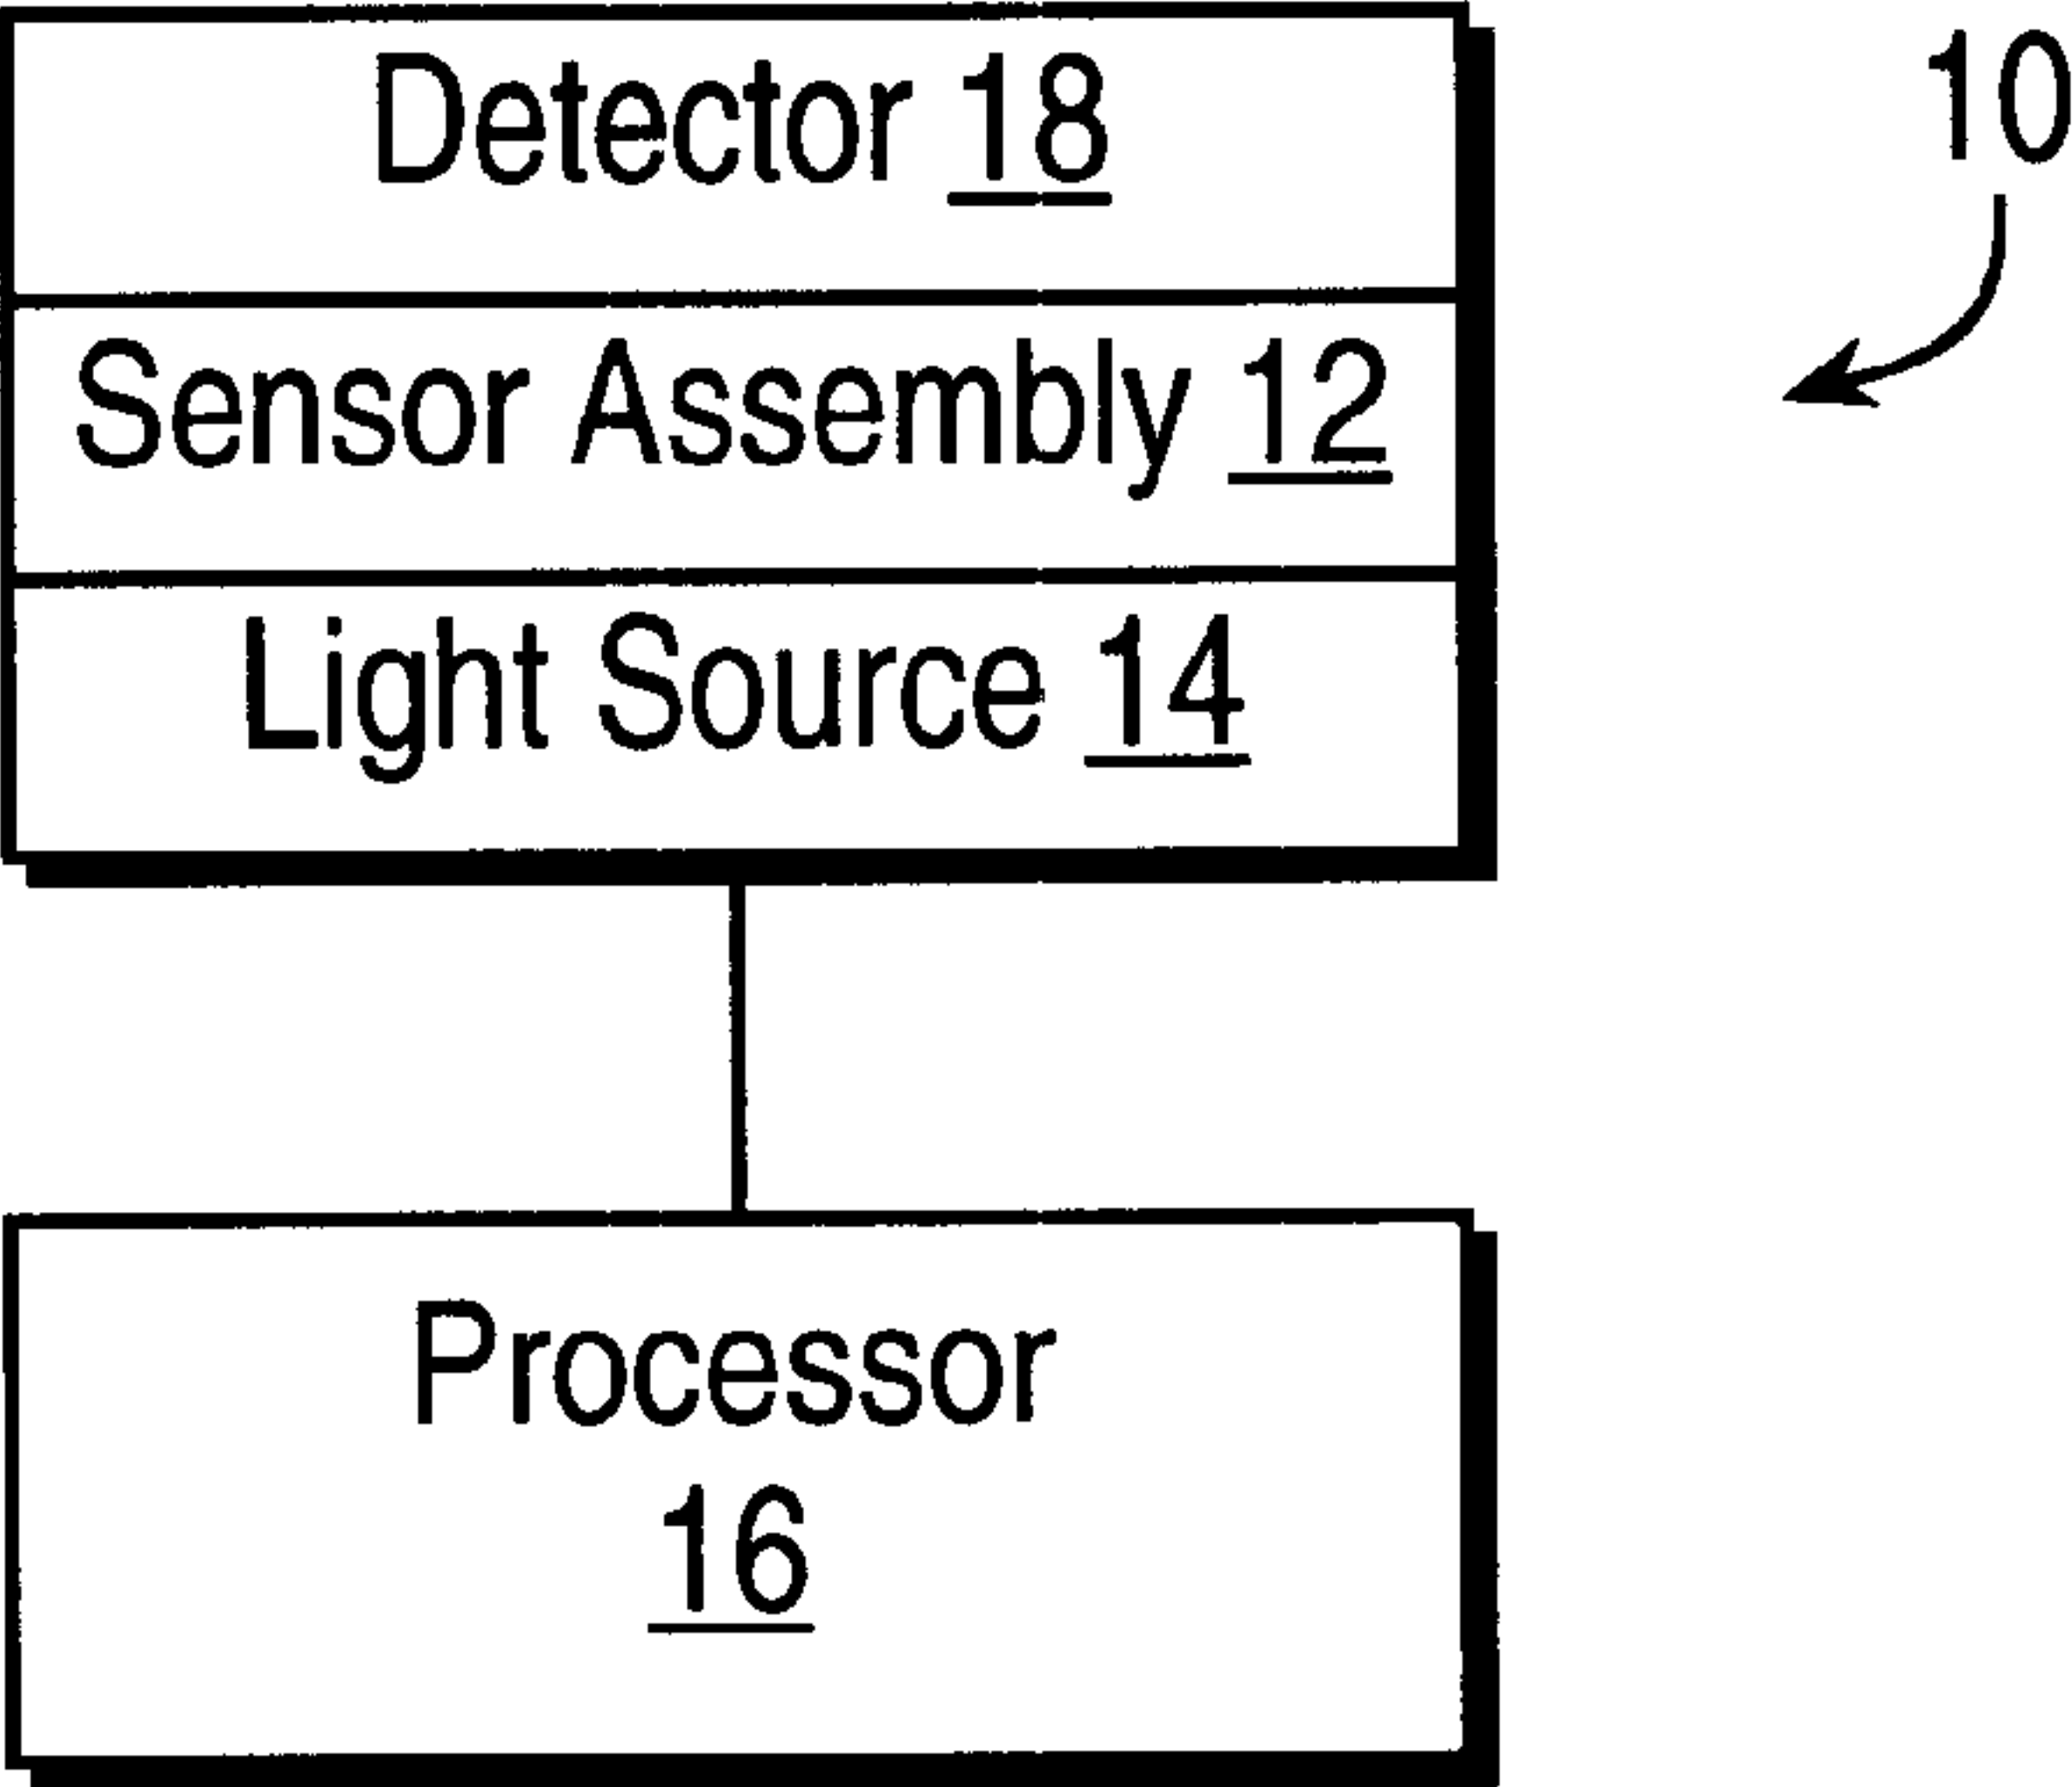 Detector 18
10
Sensor Assembly 12
Light Source 14
Processor
16